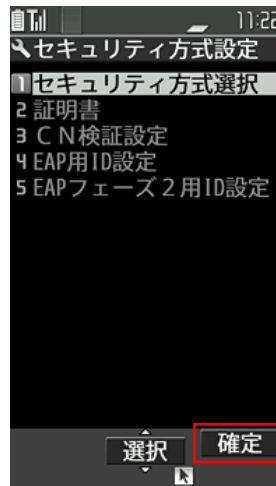 11:22
セキュリティ方式設定
1 セキュリティ方式選択
2 証明書
3 CN検証設定
4 EAP用ID設定
5 EAPフェーズ2用ID設定
選択
確定